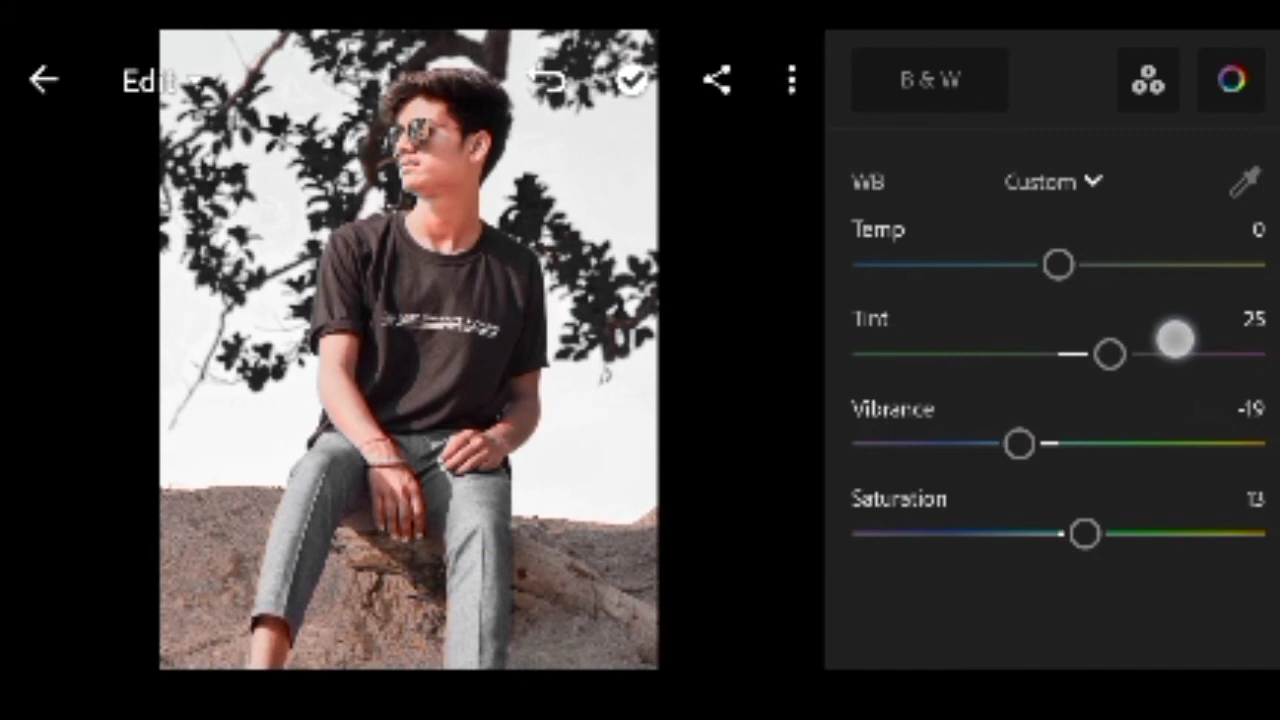 Edit
B & W
WB Custom
Temp 0
Tint 25
Vibrance -19
Saturation 13